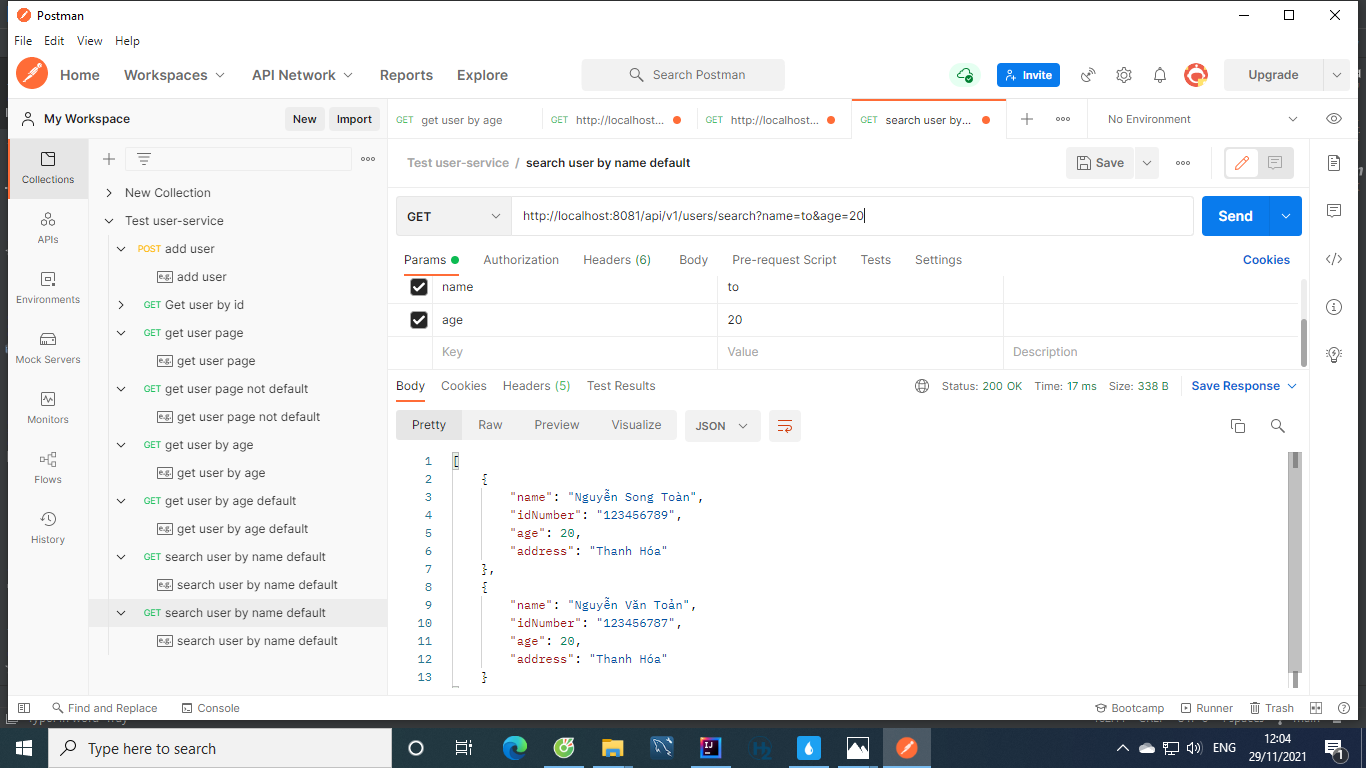 Postman
File Edit View Help
Home Workspaces API Network Reports Explore Search Postman Invite Upgrade
My Workspace New Import
GET get user by age GET http://localhost... GET http://localhost... GET search user by... No Environment
Collections
APIs
Environments
Mock Servers
Monitors
Flows
History
New Collection
Test user-service
POST add user
e.g. add user
GET Get user by id
GET get user page
e.g. get user page
GET get user page not default
e.g. get user page not default
GET get user by age
e.g. get user by age
GET get user by age default
e.g. get user by age default
GET search user by name default
e.g. search user by name default
GET search user by name default
e.g. search user by name default
Test user-service / search user by name default Save
GET http://localhost:8081/api/v1/users/search?name=to&age=20 Send
Params Authorization Headers (6) Body Pre-request Script Tests Settings Cookies
name to
age 20
Key Value Description
Body Cookies Headers (5) Test Results Status: 200 OK Time: 17 ms Size: 338 B Save Response
Pretty Raw Preview Visualize JSON
1 [
2 {
3 "name": "Nguyễn Song Toàn",
4 "idNumber": "123456789",
5 "age": 20,
6 "address": "Thanh Hóa"
7 },
8 {
9 "name": "Nguyễn Văn Toản",
10 "idNumber": "123456787",
11 "age": 20,
12 "address": "Thanh Hóa"
13 }
Find and Replace Console Bootcamp Runner Trash
Type here to search
ENG
12:04
29/11/2021
1